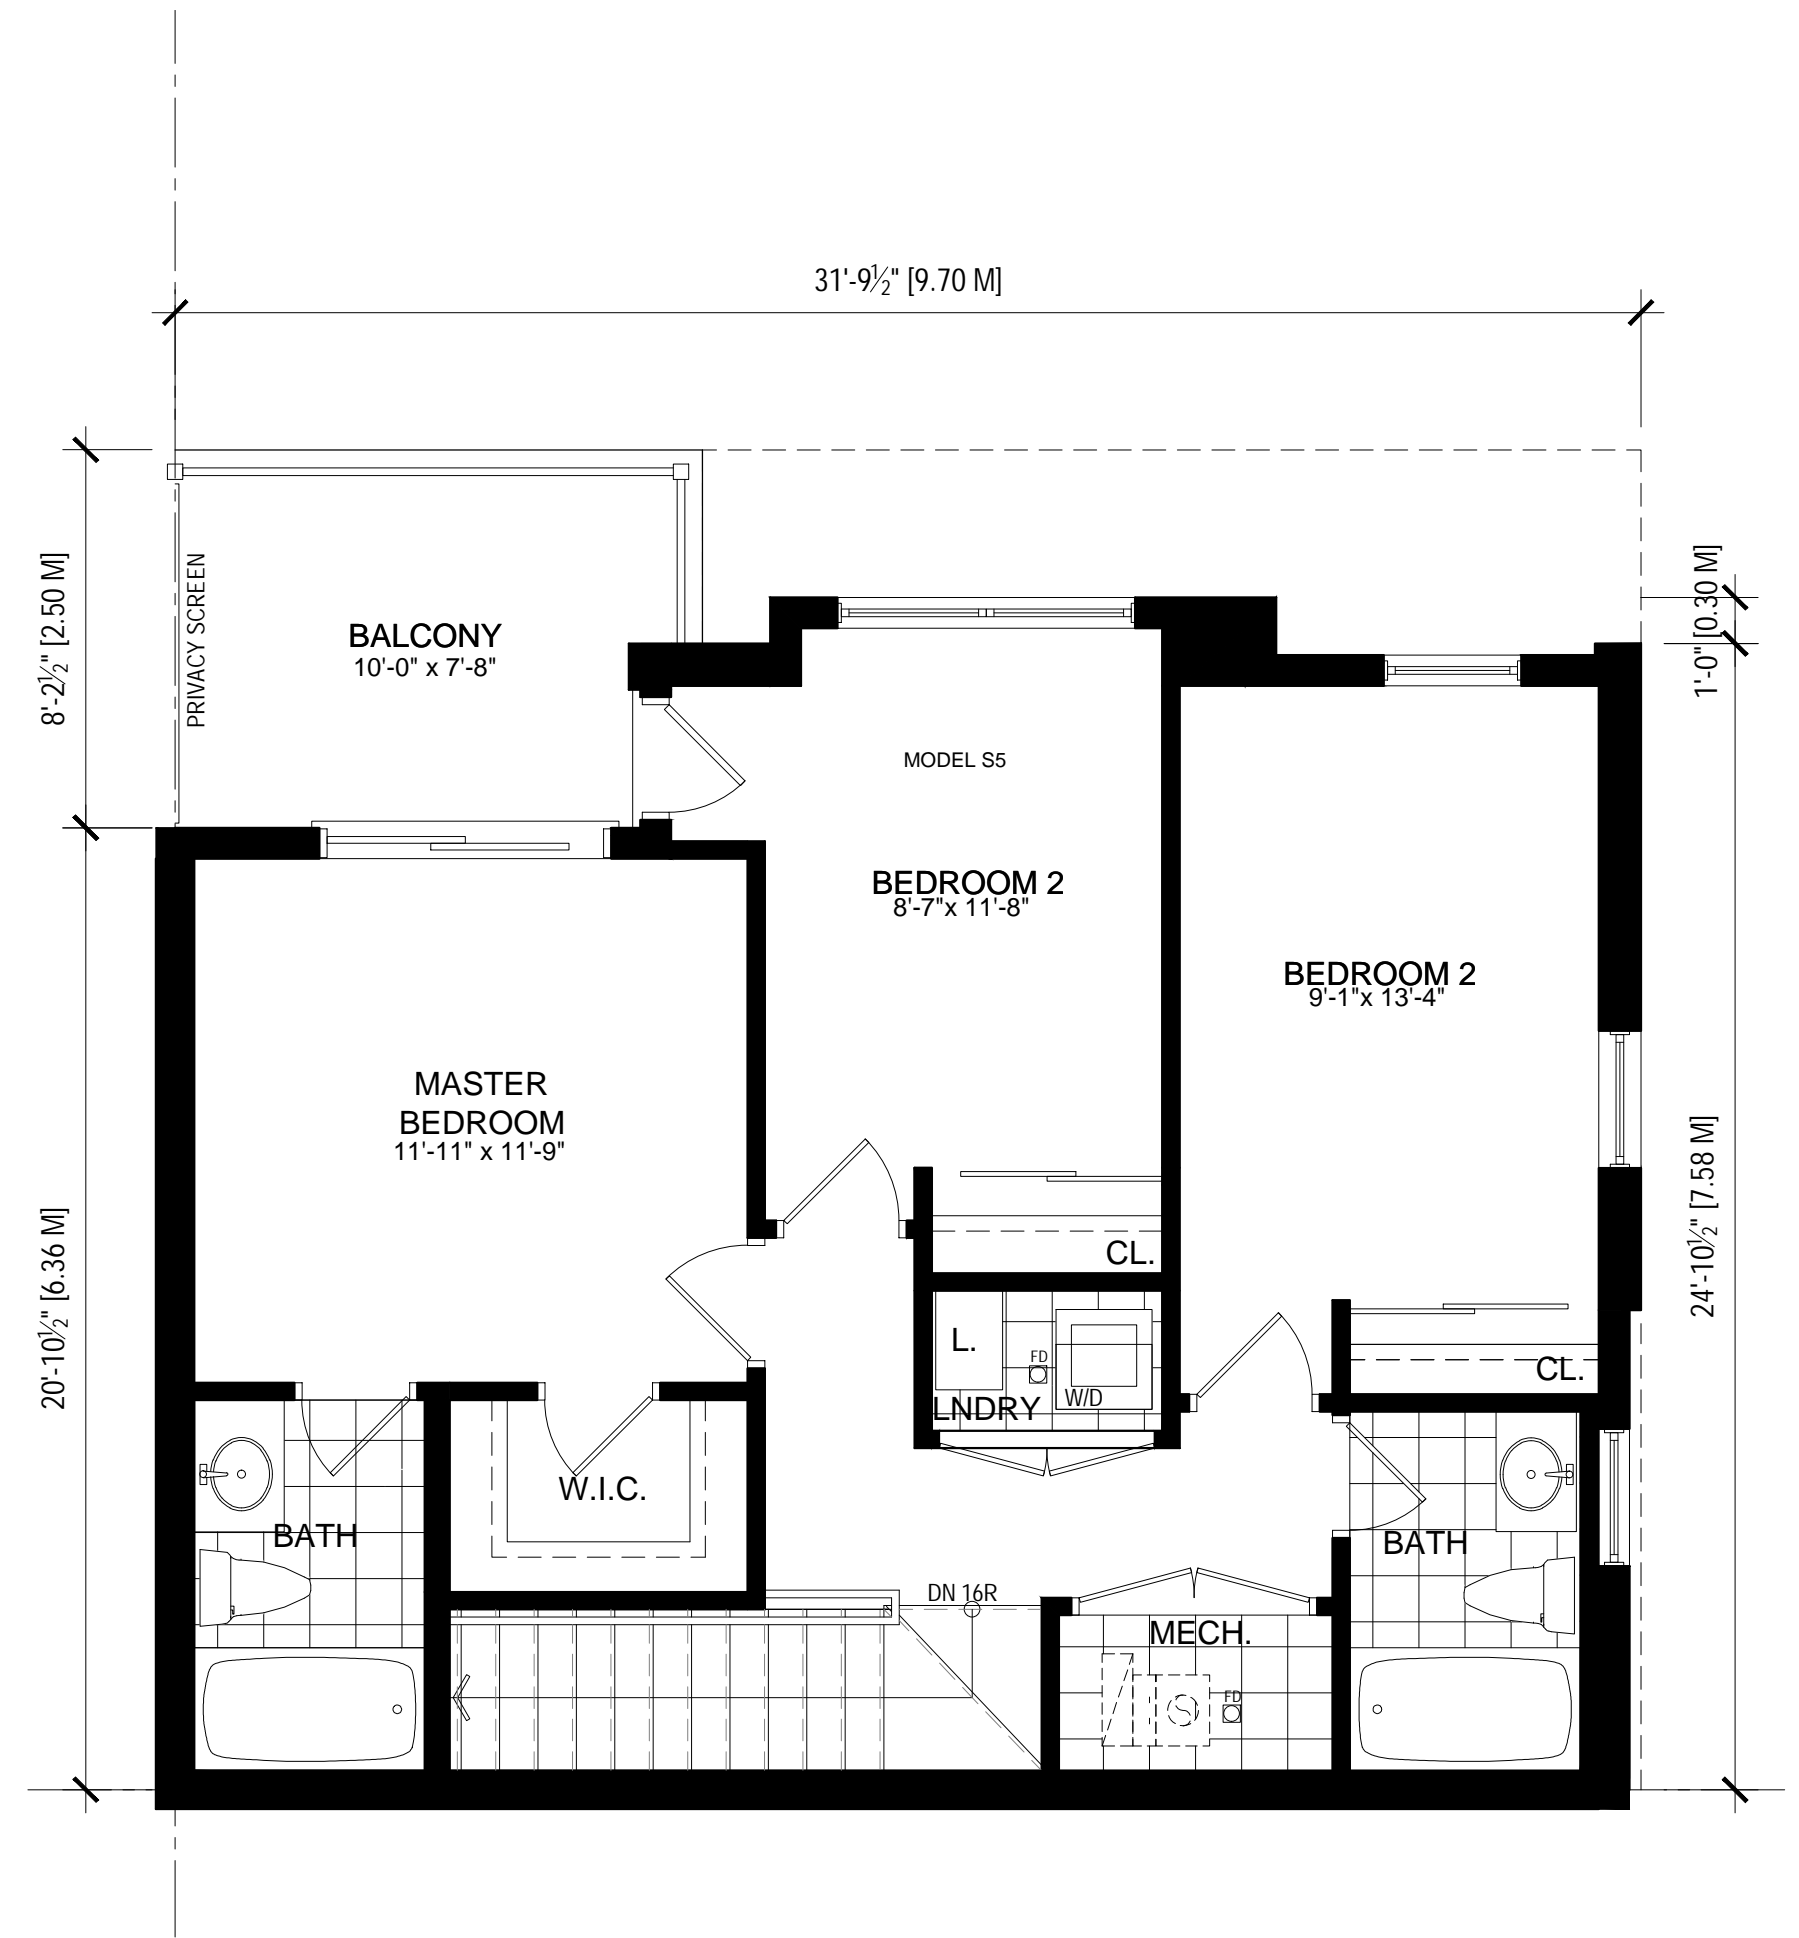 31'-9½" [9.70 M]
8'-2½" [2.50 M]
PRIVACY SCREEN
BALCONY
10'-0" x 7'-8"
1'-0" [0.30 M]
MODEL S5
BEDROOM 2
8'-7"x 11'-8"
BEDROOM 2
9'-1"x 13'-4"
MASTER
BEDROOM
11'-11" x 11'-9"
20'-10½" [6.36 M]
24'-10½" [7.58 M]
CL.
L.
FD
W/D
LNDRY
CL.
W.I.C.
BATH
BATH
DN 16R
MECH.
FD
S